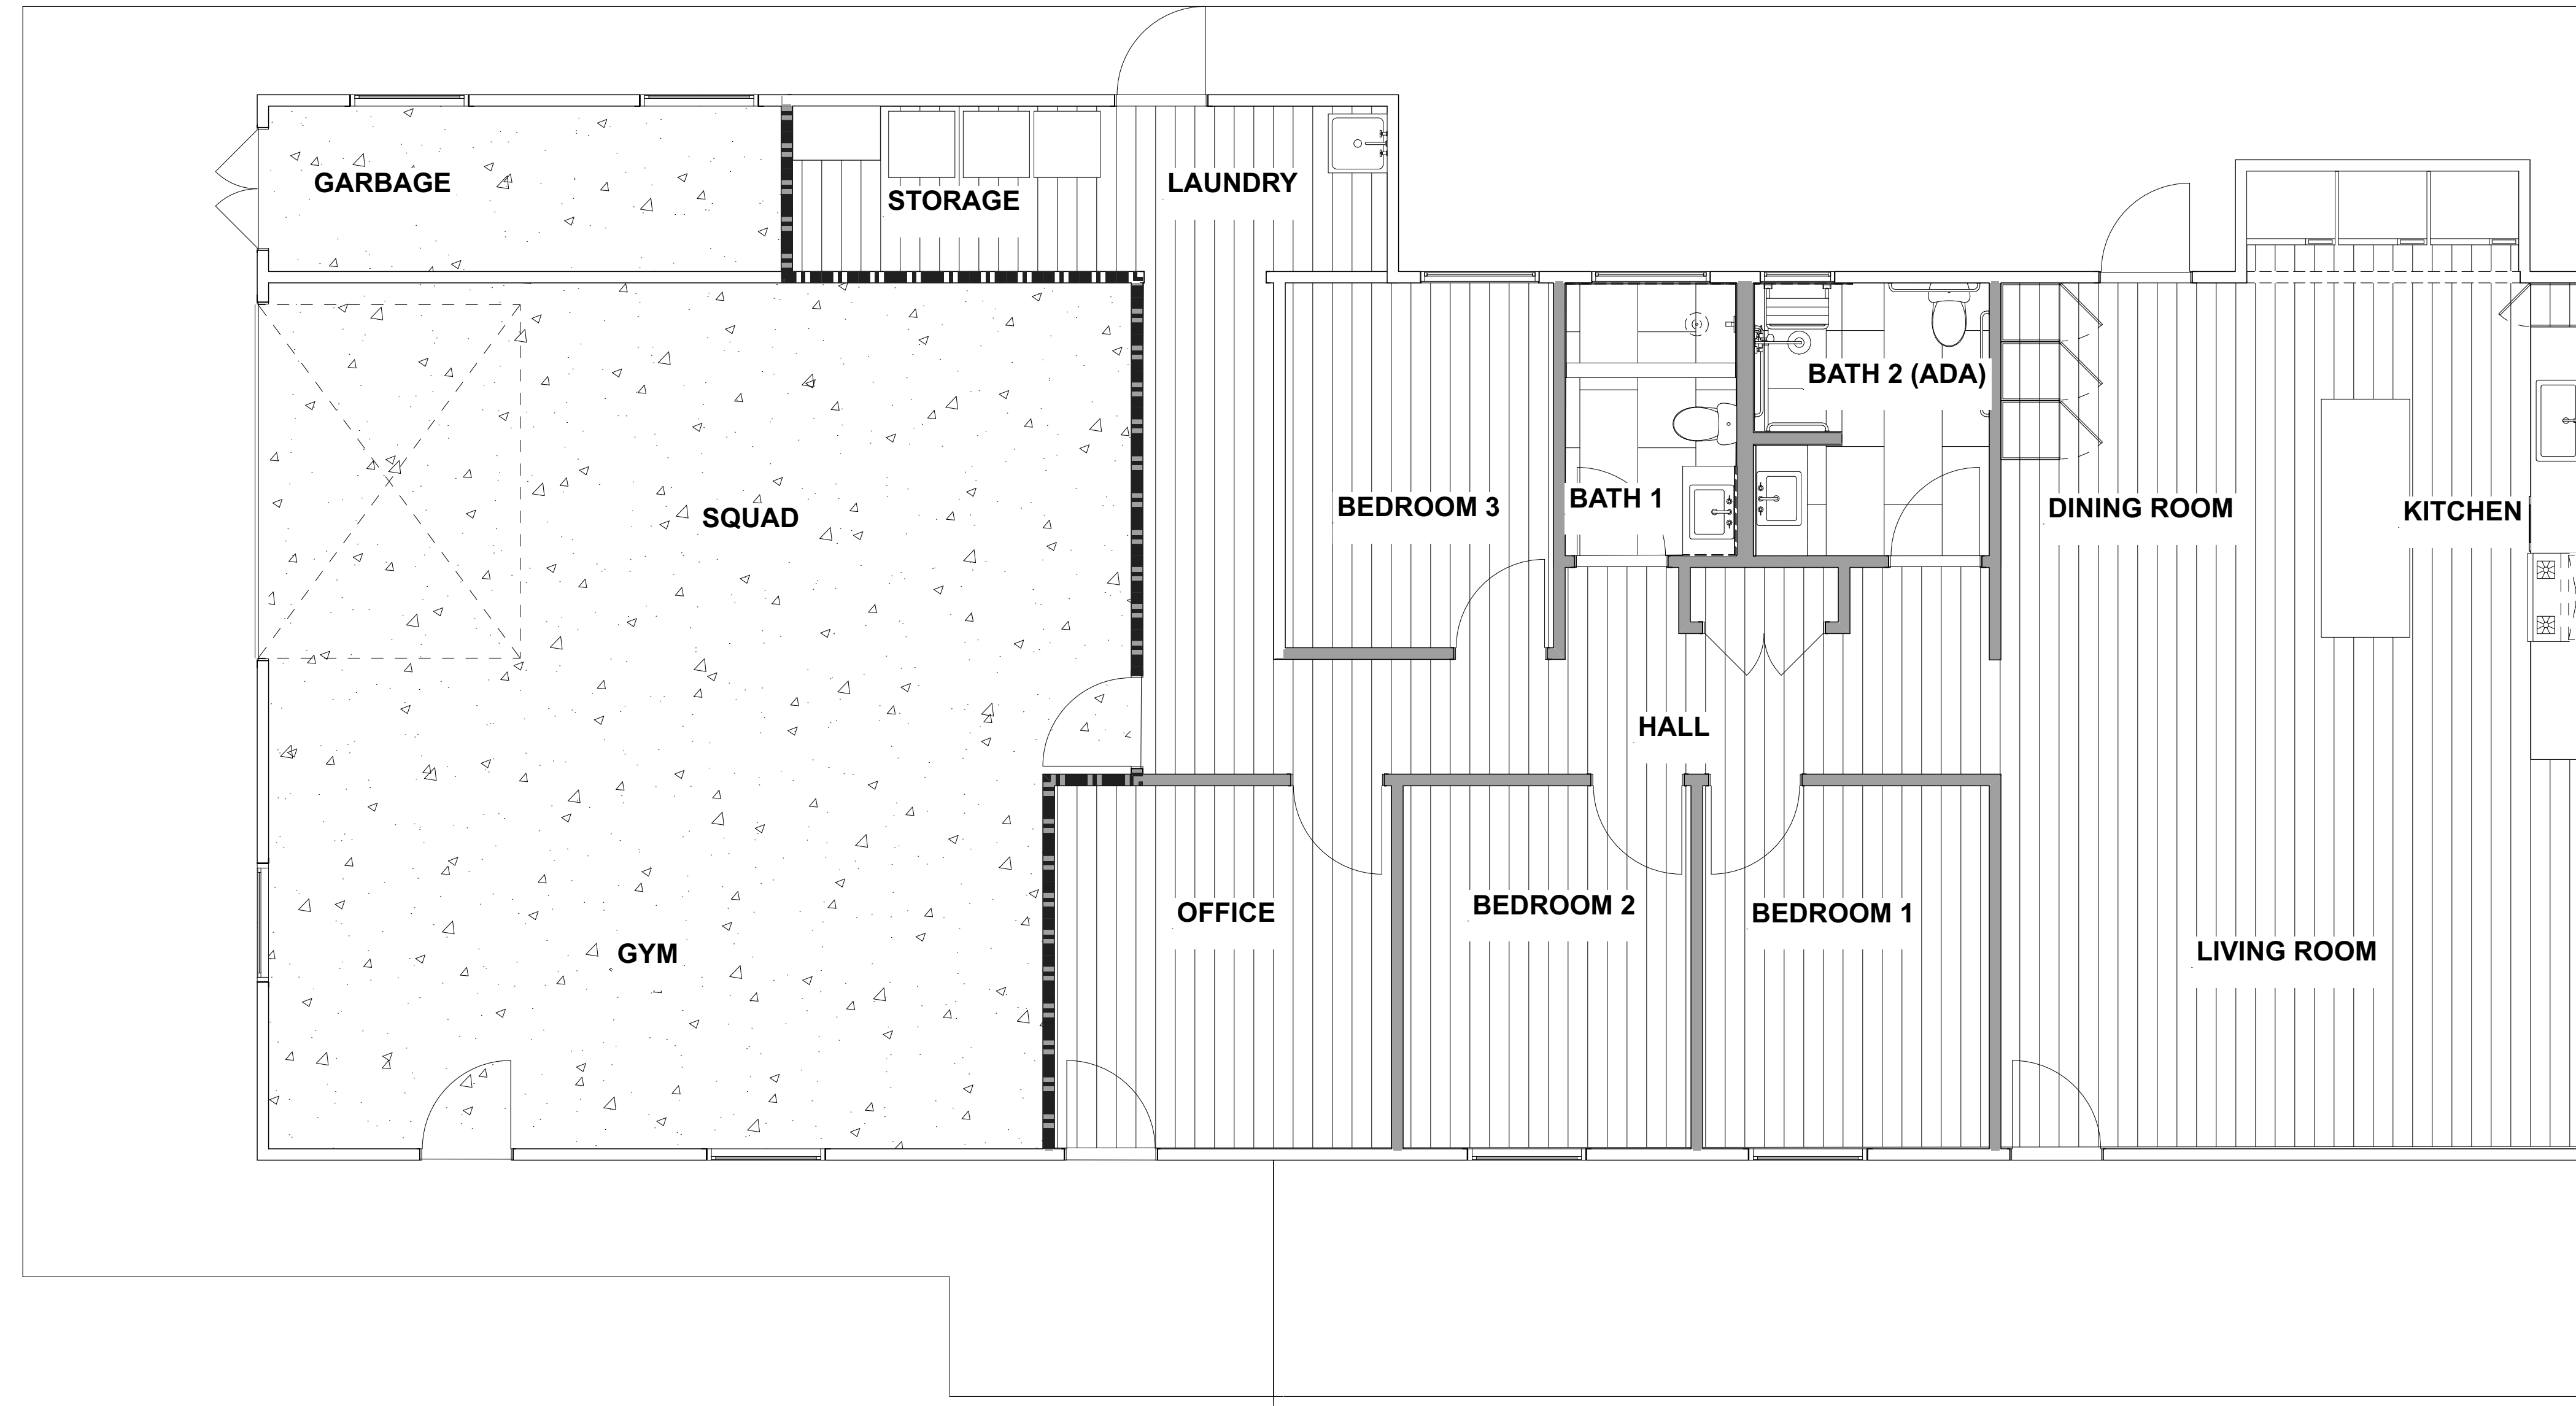 GARBAGE
STORAGE
LAUNDRY
BATH 2 (ADA)
BATH 1
BEDROOM 3
SQUAD
DINING ROOM
KITCHEN
HALL
OFFICE
BEDROOM 2
BEDROOM 1
GYM
LIVING ROOM